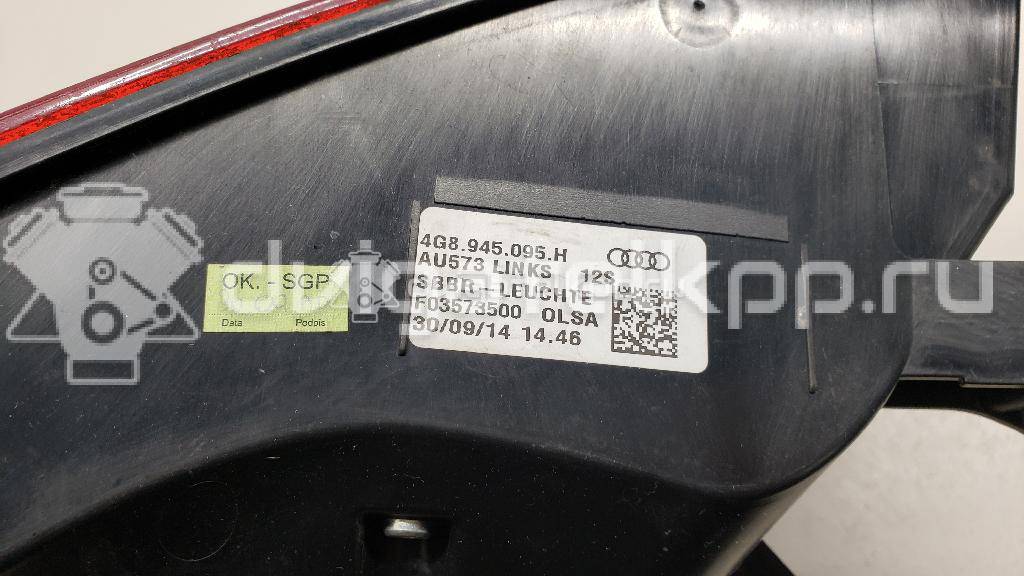 4G8.945.095.H
AU573 LINKS 12S
SBBR.-LEUCHTE
F03573500 OLSA
30/09/14 14.46
OK. - SGP
Data Podpis
dvigatelipodbor.ru